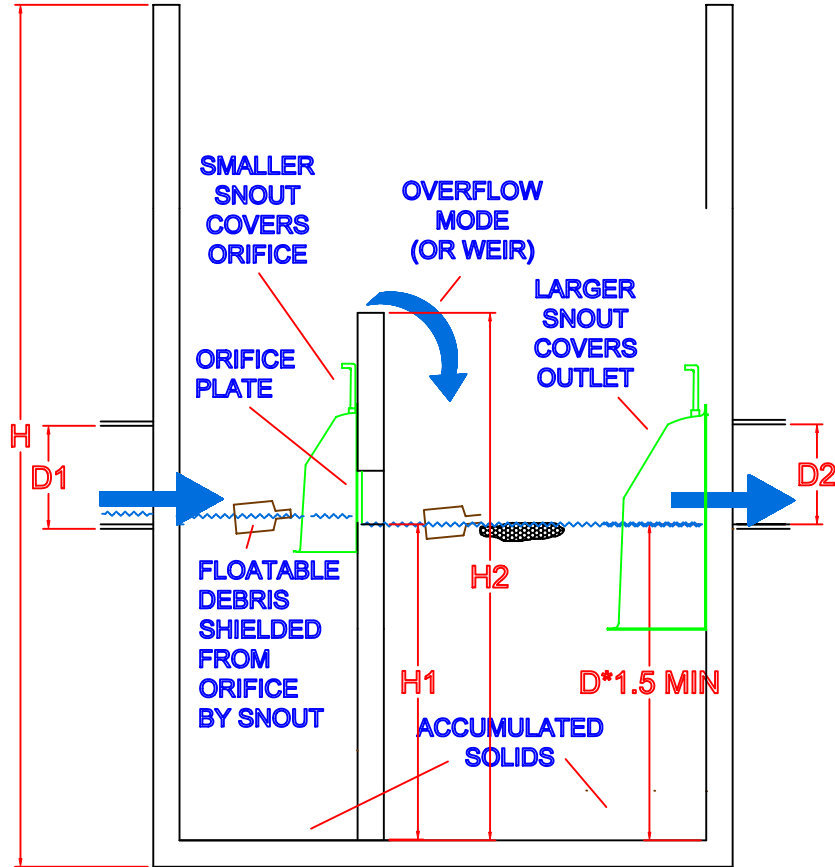 SMALLER
SNOUT
COVERS
ORIFICE
OVERFLOW
MODE
(OR WEIR)
LARGER
SNOUT
COVERS
OUTLET
ORIFICE
PLATE
H
D1
D2
FLOATABLE
DEBRIS
SHIELDED
FROM
ORIFICE
BY SNOUT
H2
H1
D*1.5 MIN
ACCUMULATED
SOLIDS